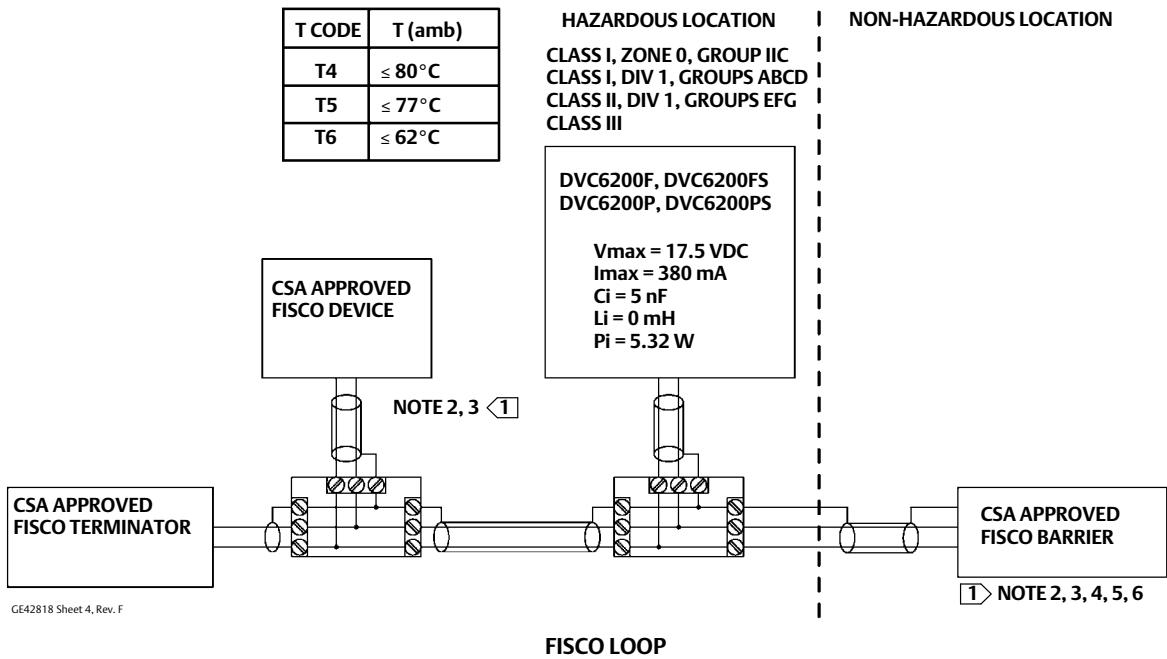 T CODE T (amb)
T4 ≤ 80°C
T5 ≤ 77°C
T6 ≤ 62°C
HAZARDOUS LOCATION
CLASS I, ZONE 0, GROUP IIC
CLASS I, DIV 1, GROUPS ABCD
CLASS II, DIV 1, GROUPS EFG
CLASS III
NON-HAZARDOUS LOCATION
DVC6200F, DVC6200FS
DVC6200P, DVC6200PS
Vmax = 17.5 VDC
Imax = 380 mA
Ci = 5 nF
Li = 0 mH
Pi = 5.32 W
CSA APPROVED
FISCO DEVICE
NOTE 2, 3 1
CSA APPROVED
FISCO TERMINATOR
CSA APPROVED
FISCO BARRIER
1 NOTE 2, 3, 4, 5, 6
GE42818 Sheet 4, Rev. F
FISCO LOOP